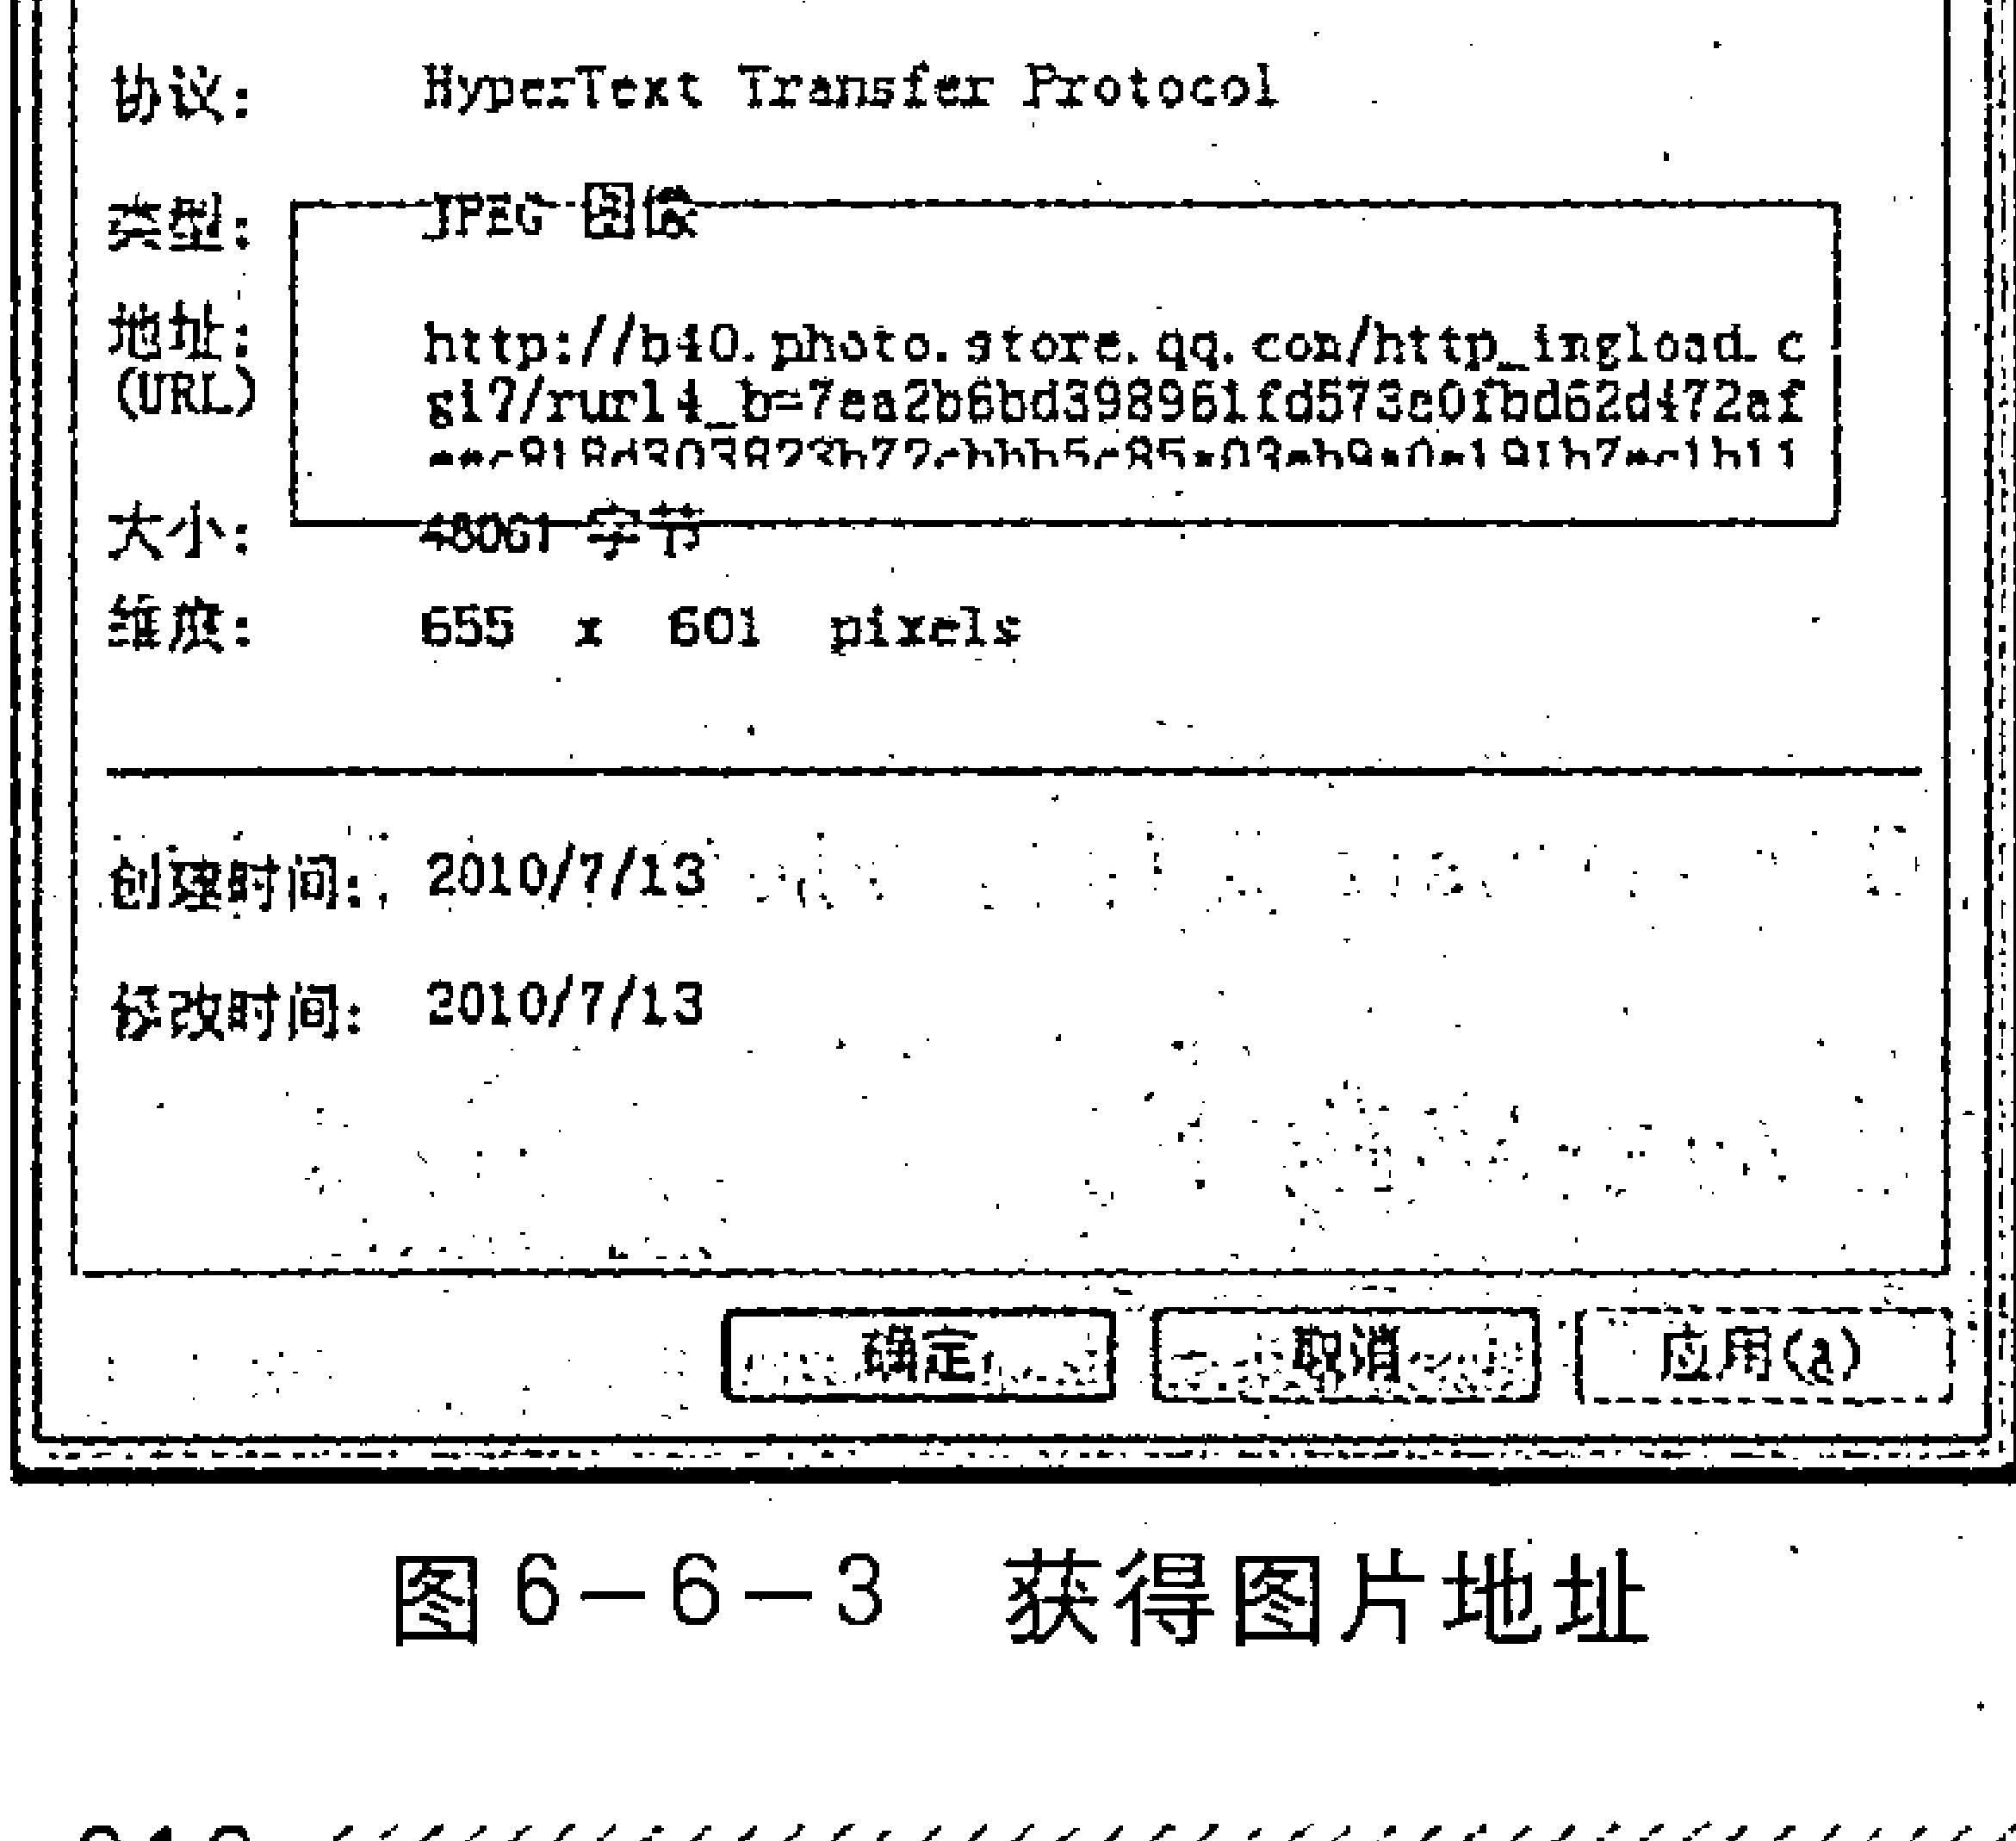 协议: HyperText Transfer Protocol
类型: JPEG 图像
地址: http://b40.photo.store.qq.com/http_imgload.c
(URL) gi?/rurl4_b=7ea2b6bd398961fd573c0fbd62d472af
大小: 48061 字节
维度: 655 x 601 pixels
创建时间: 2010/7/13
修改时间: 2010/7/13
确定 取消 应用(a)
图6-6-3 获得图片地址